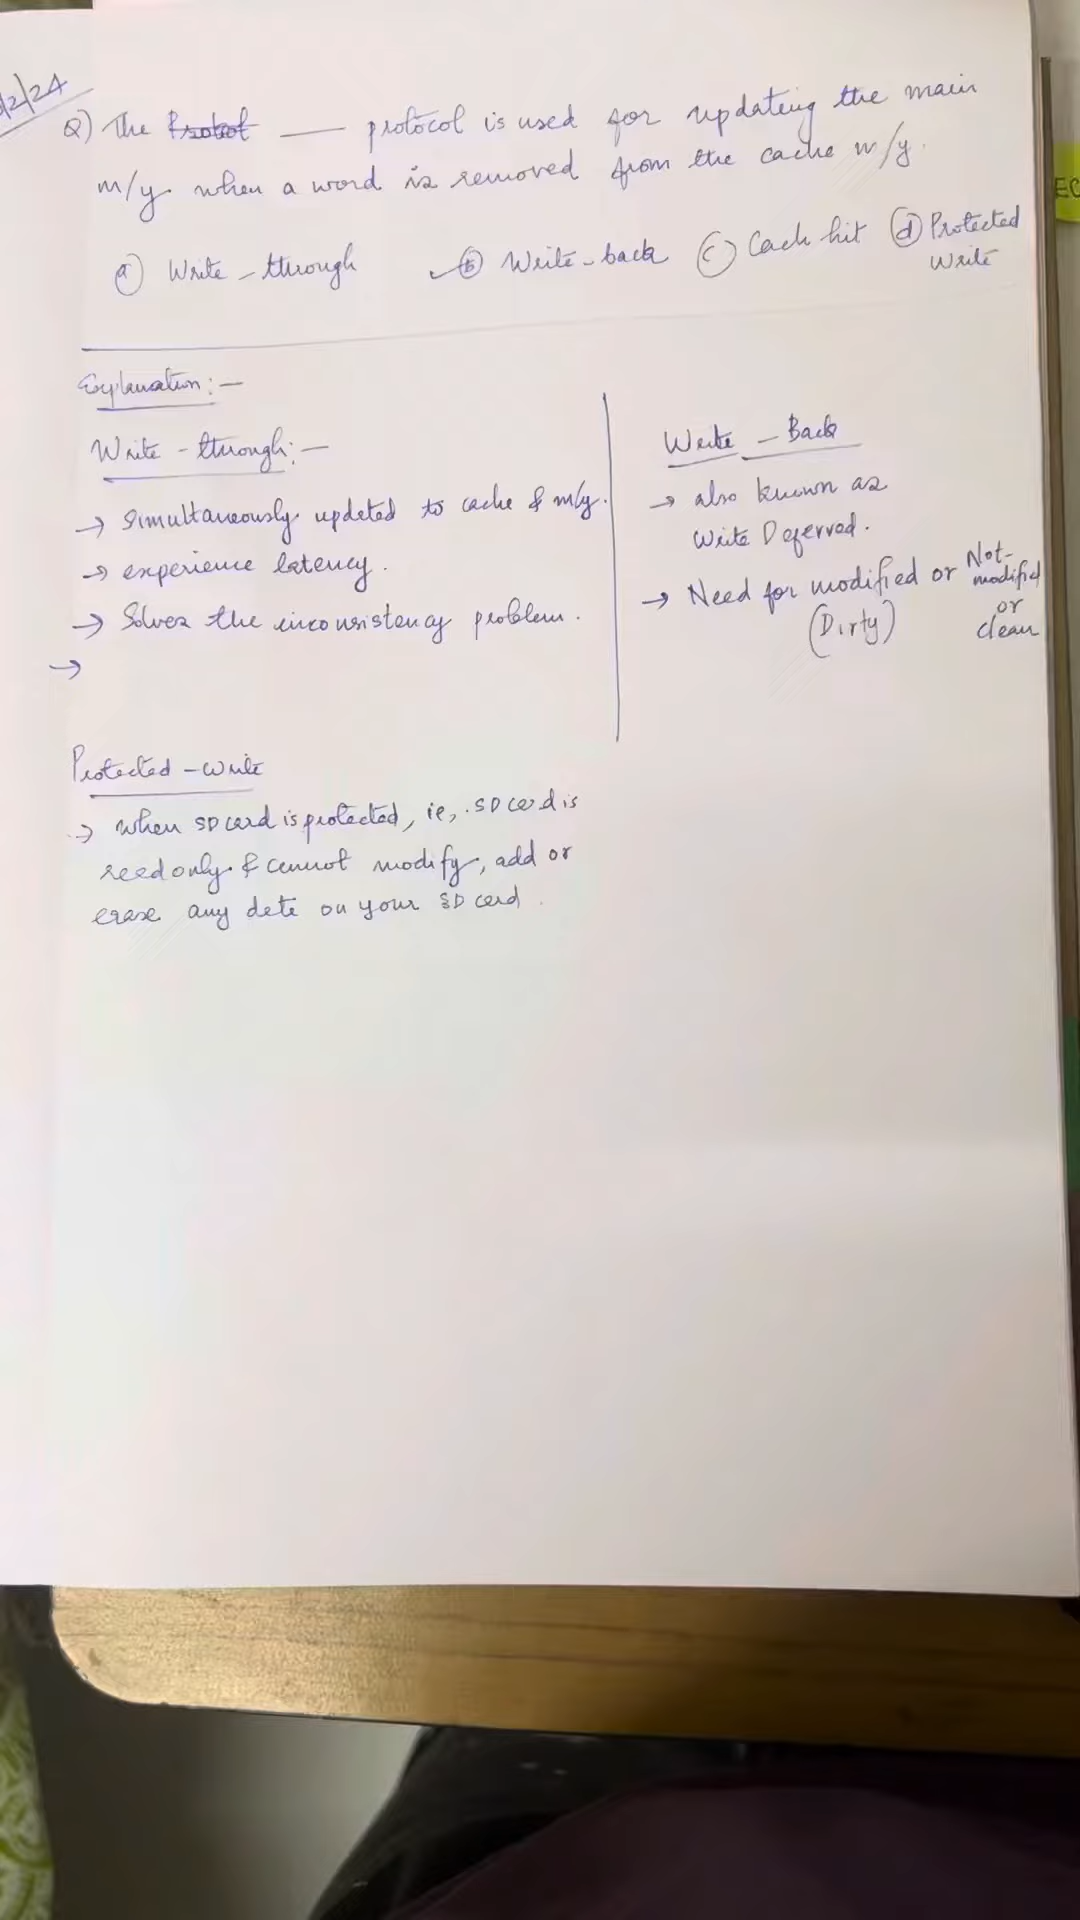 /2/24
Q) The Protocol ___ protocol is used for updating the main
m/y when a word is removed from the cache m/y.
(a) Write-through (b) Write-back (c) Cach hit (d) Protected
Write
Explanation:-
Write-through:-
→ Simultaneously updated to cache & m/y.
→ experience latency.
→ Solves the inconsistency problem.
→
Write-Back
→ also known as
Write Deferred.
→ Need for modified or Not-
modified
(Dirty) or
clean
Protected-write
→ When SD card is protected, ie, SD card is
read only & cannot modify, add or
erase any data on your SD card.
EC